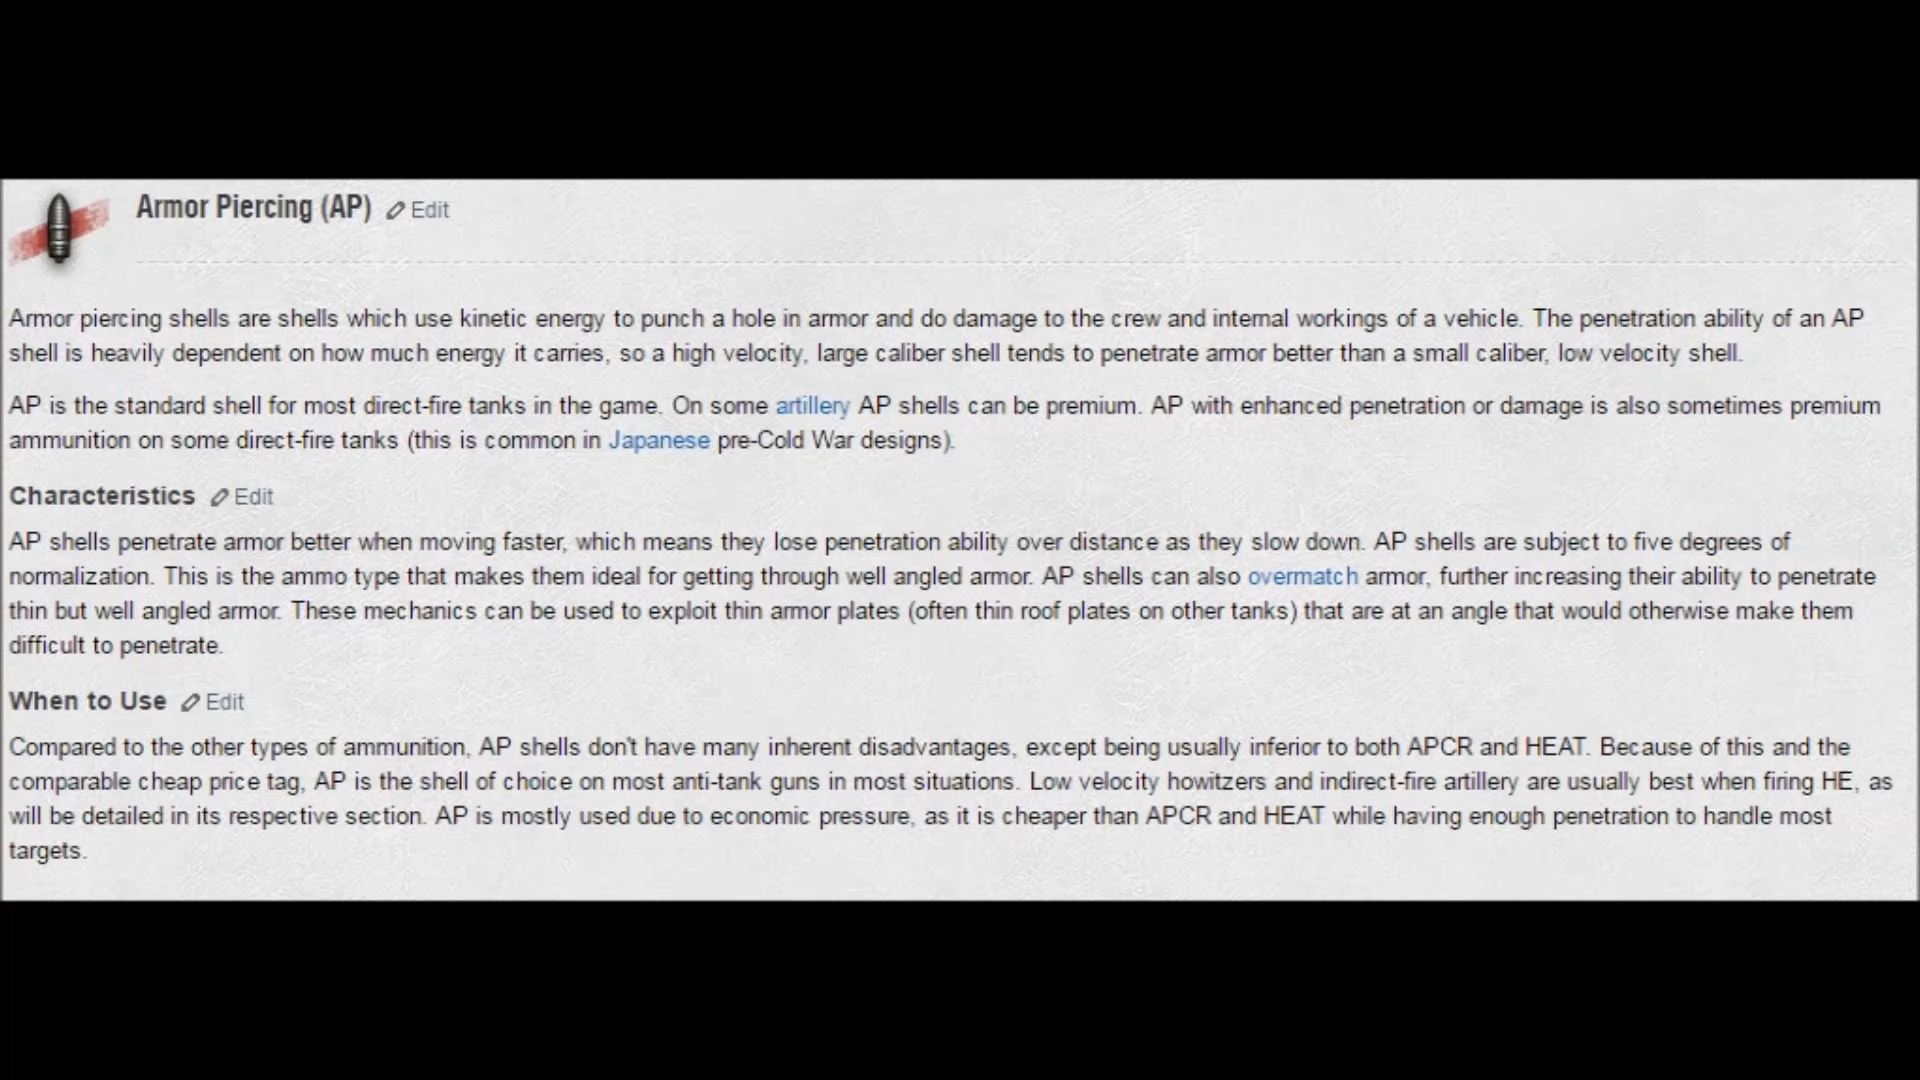 Armor Piercing (AP) Edit
Armor piercing shells are shells which use kinetic energy to punch a hole in armor and do damage to the crew and internal workings of a vehicle. The penetration ability of an AP
shell is heavily dependent on how much energy it carries, so a high velocity, large caliber shell tends to penetrate armor better than a small caliber, low velocity shell.
AP is the standard shell for most direct-fire tanks in the game. On some artillery AP shells can be premium. AP with enhanced penetration or damage is also sometimes premium
ammunition on some direct-fire tanks (this is common in Japanese pre-Cold War designs).
Characteristics Edit
AP shells penetrate armor better when moving faster, which means they lose penetration ability over distance as they slow down. AP shells are subject to five degrees of
normalization. This is the ammo type that makes them ideal for getting through well angled armor. AP shells can also overmatch armor, further increasing their ability to penetrate
thin but well angled armor. These mechanics can be used to exploit thin armor plates (often thin roof plates on other tanks) that are at an angle that would otherwise make them
difficult to penetrate.
When to Use Edit
Compared to the other types of ammunition, AP shells don't have many inherent disadvantages, except being usually inferior to both APCR and HEAT. Because of this and the
comparable cheap price tag, AP is the shell of choice on most anti-tank guns in most situations. Low velocity howitzers and indirect-fire artillery are usually best when firing HE, as
will be detailed in its respective section. AP is mostly used due to economic pressure, as it is cheaper than APCR and HEAT while having enough penetration to handle most
targets.